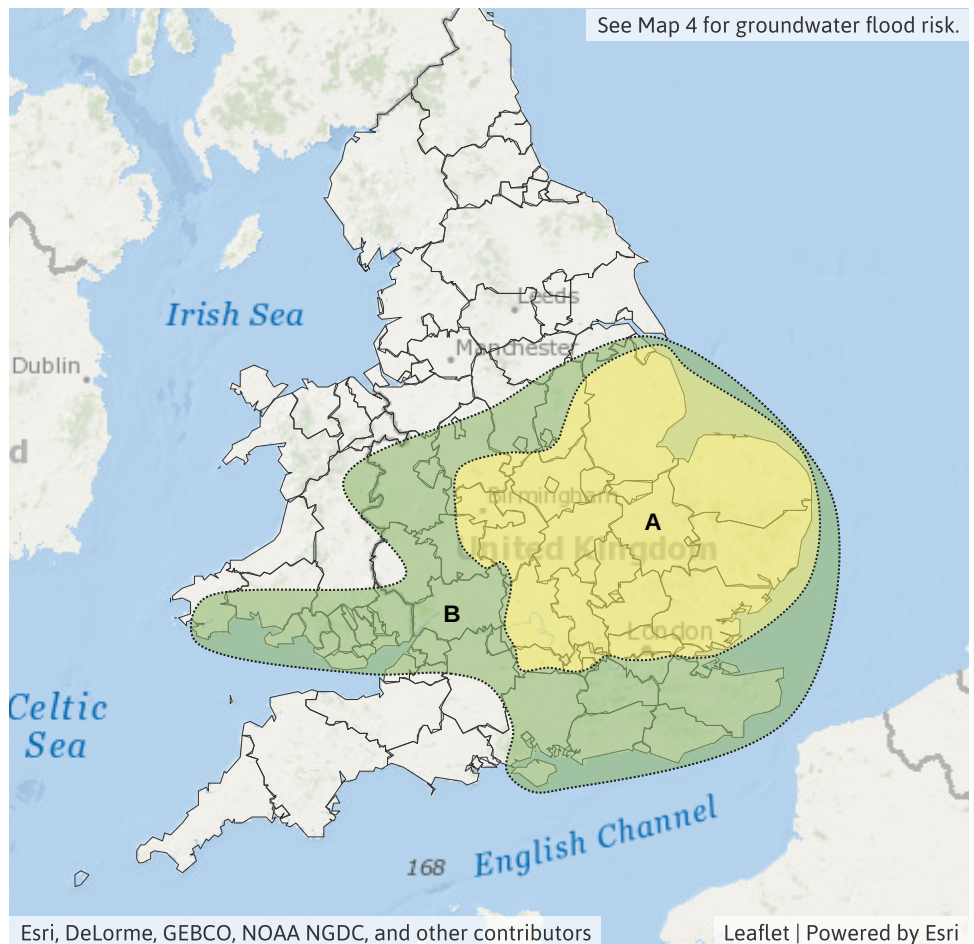 See Map 4 for groundwater flood risk.
Leeds
Irish Sea
Manchester
Dublin
d
Birmingham
A
United Kingdom
B
London
Celtic
Sea
English Channel
168
Esri, DeLorme, GEBCO, NOAA NGDC, and other contributors
Leaflet | Powered by Esri